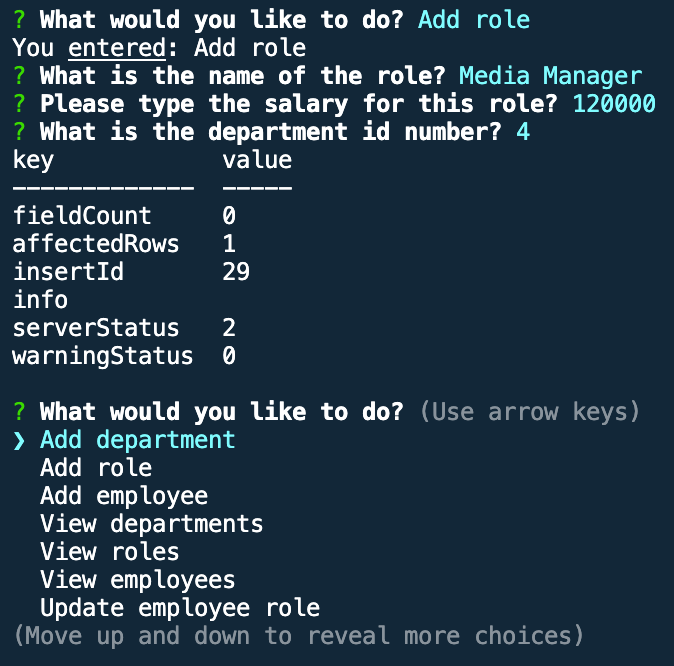 ? What would you like to do? Add role
You entered: Add role
? What is the name of the role? Media Manager
? Please type the salary for this role? 120000
? What is the department id number? 4
key            value
-------------  -----
fieldCount     0
affectedRows   1
insertId       29
info
serverStatus   2
warningStatus  0
? What would you like to do? (Use arrow keys)
❯ Add department
  Add role
  Add employee
  View departments
  View roles
  View employees
  Update employee role
(Move up and down to reveal more choices)